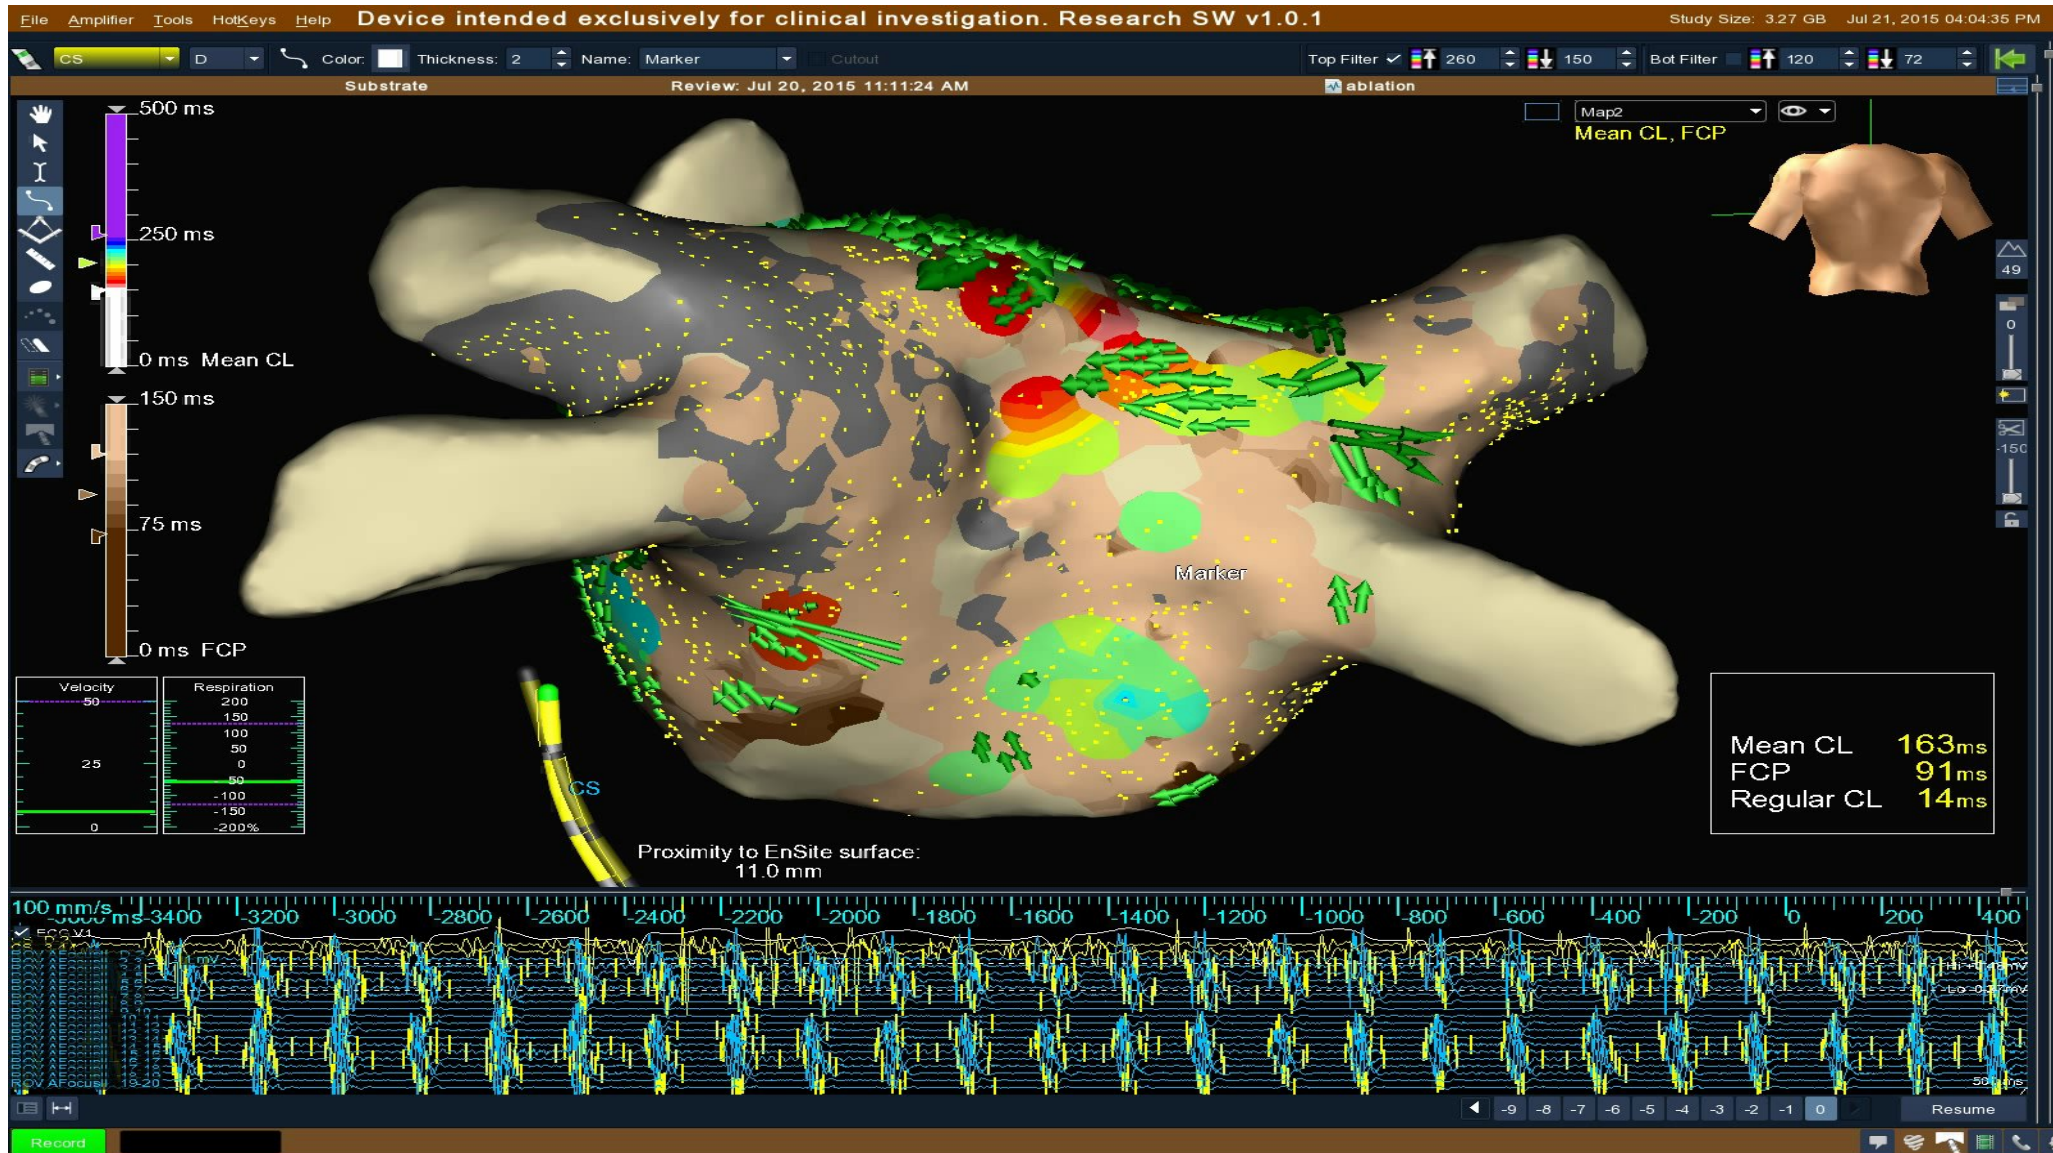 File Amplifier Tools HotKeys Help Device intended exclusively for clinical investigation. Research SW v1.0.1 Study Size: 3.27 GB Jul 21, 2015 04:04:35 PM
CS D Color: Thickness: 2 Name: Marker Cutout Top Filter 260 150 Bot Filter 120 72
Substrate Review: Jul 20, 2015 11:11:24 AM ablation
500 ms
Map2
Mean CL, FCP
250 ms
49
0 ms Mean CL
0
150 ms
-150
75 ms
Marker
0 ms FCP
Velocity
50
25
0
Respiration
200
150
100
50
0
-50
-100
-150
-200%
CS
Mean CL 163ms
FCP 91ms
Regular CL 14ms
Proximity to EnSite surface:
11.0 mm
100 mm/s -3400 -3200 -3000 -2800 -2600 -2400 -2200 -2000 -1800 -1600 -1400 -1200 -1000 -800 -600 -400 -200 0 200 400
ECG V1
ROV AFocus 19-20
-9 -8 -7 -6 -5 -4 -3 -2 -1 0 Resume
Record